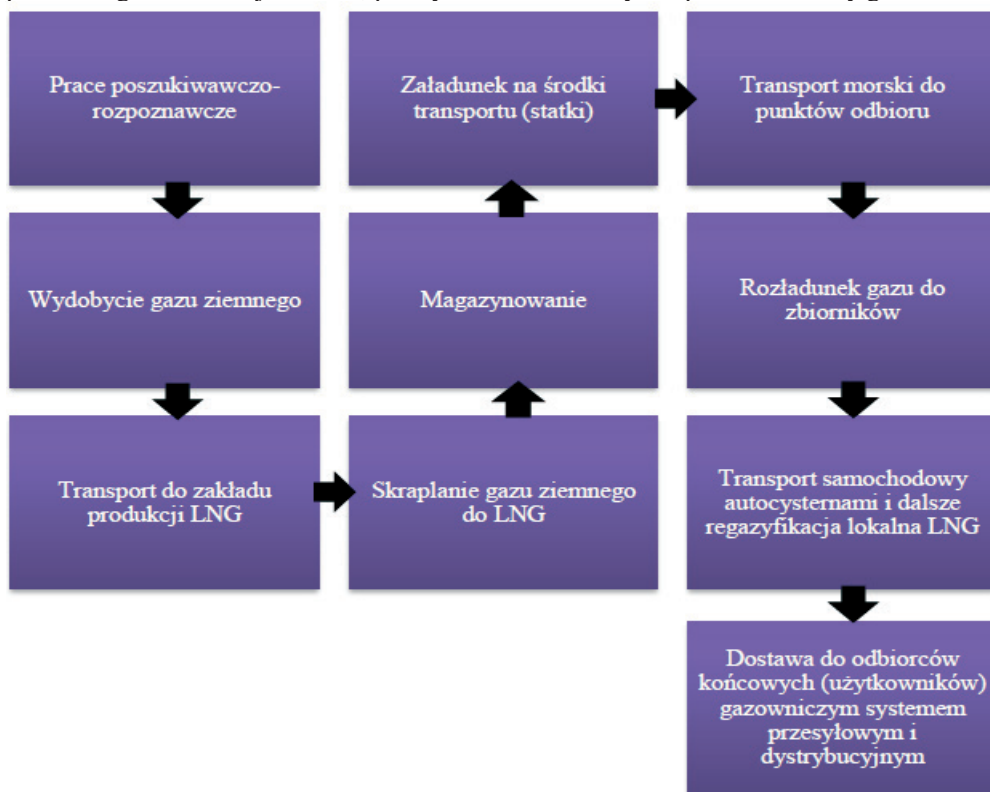 Prace poszukiwawczo-
rozpoznawcze
Wydobycie gazu ziemnego
Transport do zakładu
produkcji LNG
Skraplanie gazu ziemnego
do LNG
Magazynowanie
Załadunek na środki
transportu (statki)
Transport morski do
punktów odbioru
Rozładunek gazu do
zbiorników
Transport samochodowy
autocysternami i dalsze
regazyfikacja lokalna LNG
Dostawa do odbiorców
końcowych (użytkowników)
gazowniczym systemem
przesyłowym i
dystrybucyjnym